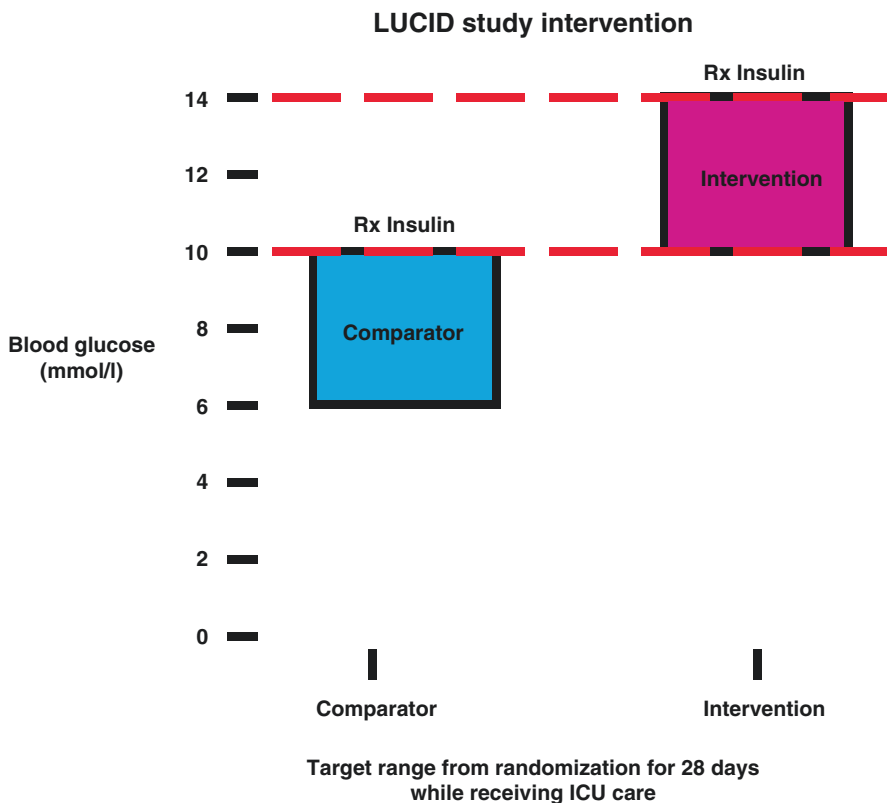 LUCID study intervention
Rx Insulin
14
12
Intervention
Rx Insulin
10
8
Comparator
Blood glucose
(mmol/l)
6
4
2
0
Comparator
Intervention
Target range from randomization for 28 days
while receiving ICU care